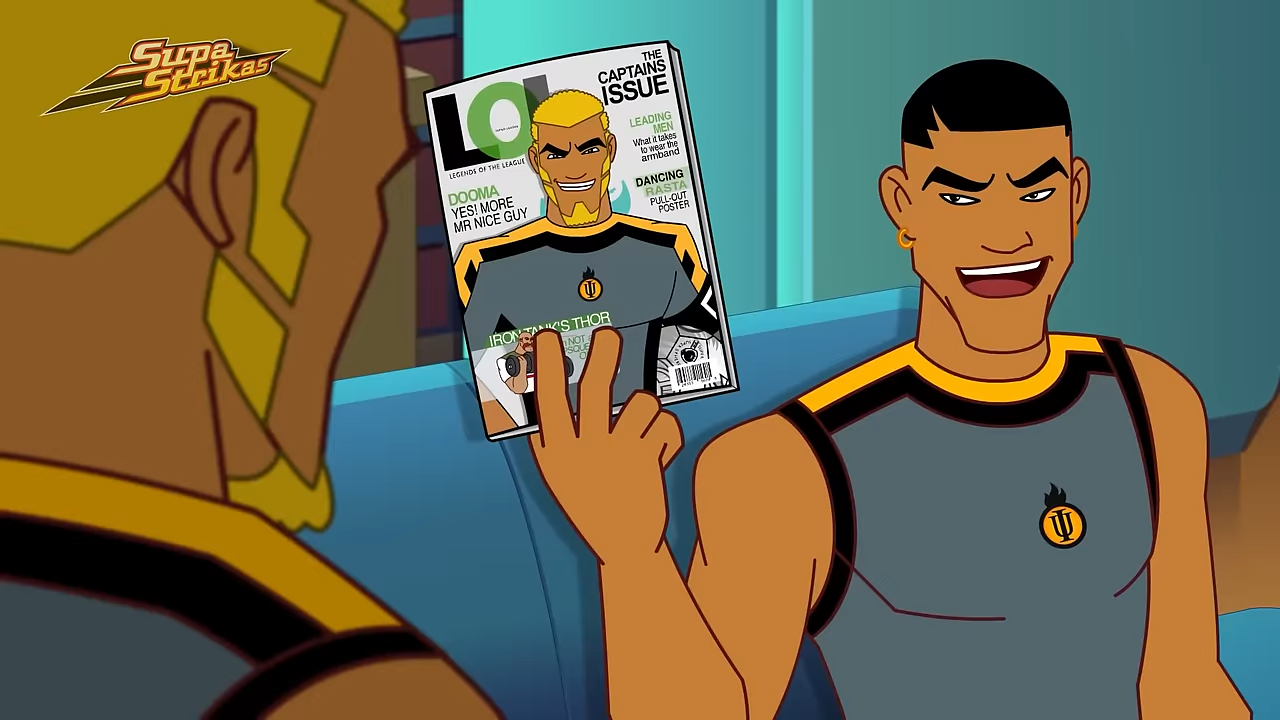 Supa
Strikas
LOL
LEGENDS OF THE LEAGUE
THE
CAPTAINS
ISSUE
LEADING
MEN
What it takes
to wear the
armband
DOOMA
YES! MORE
MR NICE GUY
DANCING
RASTA
PULL-OUT
POSTER
IRON TANK'S THOR
NOT